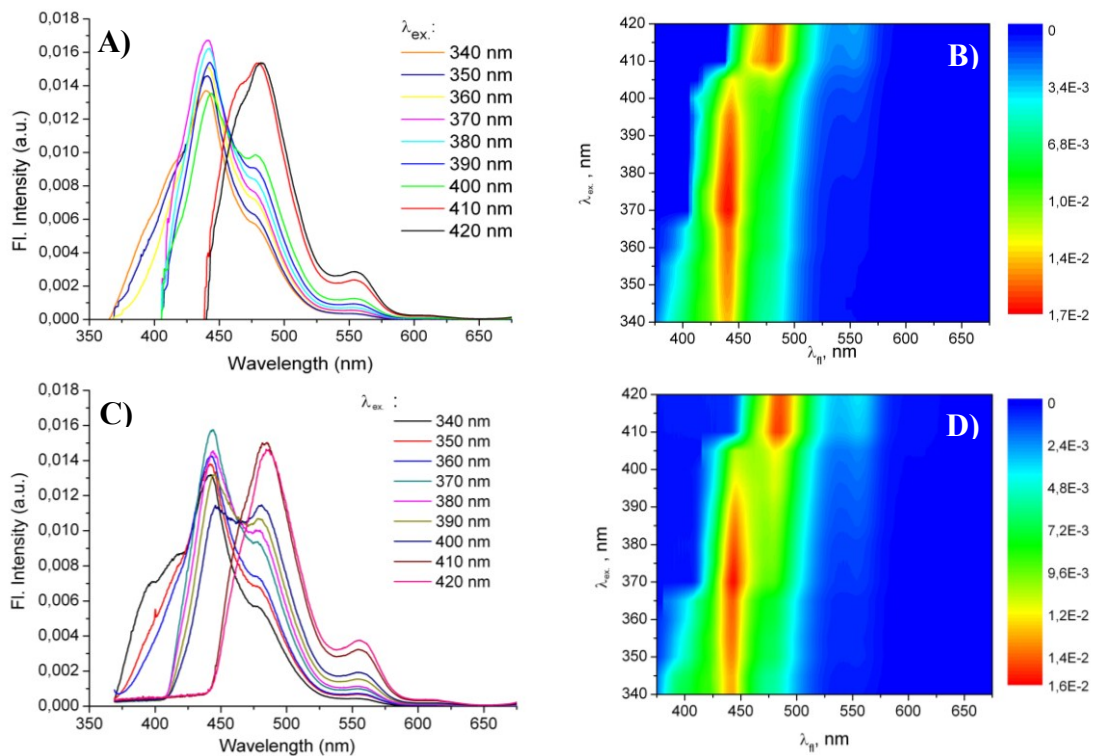 A)
λex.:
340 nm
350 nm
360 nm
370 nm
380 nm
390 nm
400 nm
410 nm
420 nm
0,018
0,016
0,014
0,012
0,010
0,008
0,006
0,004
0,002
0,000
Fl. Intensity (a.u.)
350 400 450 500 550 600 650
Wavelength (nm)
B)
420
410
400
390
380
370
360
350
340
λex. , nm
400 450 500 550 600 650
λfl, nm
0
3,4E-3
6,8E-3
1,0E-2
1,4E-2
1,7E-2
C)
λex. :
340 nm
350 nm
360 nm
370 nm
380 nm
390 nm
400 nm
410 nm
420 nm
0,018
0,016
0,014
0,012
0,010
0,008
0,006
0,004
0,002
0,000
Fl. Intensity (a.u.)
350 400 450 500 550 600 650
Wavelength (nm)
D)
420
410
400
390
380
370
360
350
340
λex. , nm
400 450 500 550 600 650
λfl, nm
0
2,4E-3
4,8E-3
7,2E-3
9,6E-3
1,2E-2
1,4E-2
1,6E-2